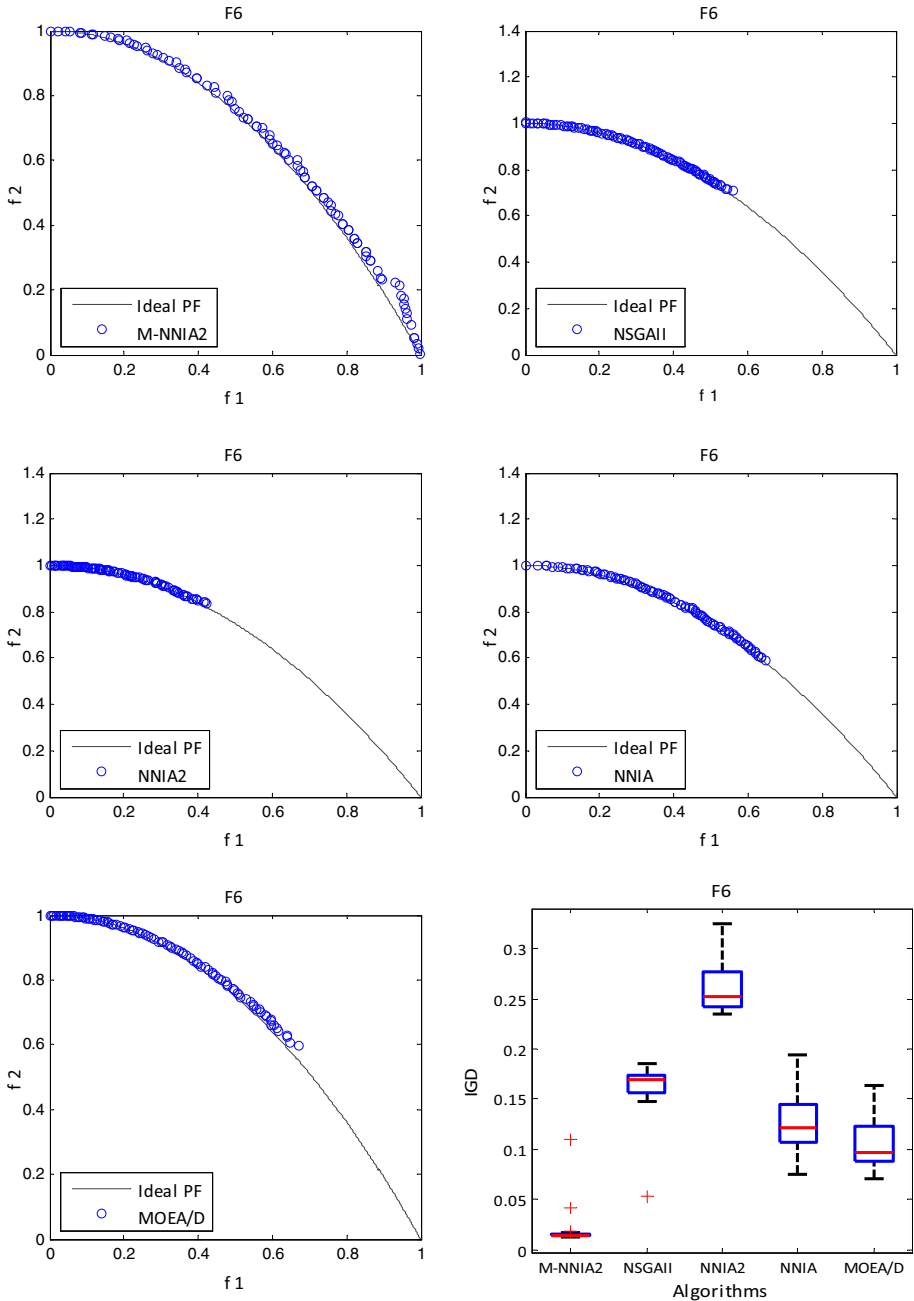 F6
1
0.8
0.6
0.4
0.2
0
0 0.2 0.4 0.6 0.8 1
f 1
f 2
Ideal PF
M-NNIA2
F6
1.4
1.2
1
0.8
0.6
0.4
0.2
0
0 0.2 0.4 0.6 0.8 1
f 1
f 2
Ideal PF
NSGAII
F6
1.4
1.2
1
0.8
0.6
0.4
0.2
0
0 0.2 0.4 0.6 0.8 1
f 1
f 2
Ideal PF
NNIA2
F6
1.4
1.2
1
0.8
0.6
0.4
0.2
0
0 0.2 0.4 0.6 0.8 1
f 1
f 2
Ideal PF
NNIA
F6
1
0.8
0.6
0.4
0.2
0
0 0.2 0.4 0.6 0.8 1
f 1
f 2
Ideal PF
MOEA/D
F6
0.3
0.25
0.2
0.15
0.1
0.05
0
IGD
M-NNIA2 NSGAII NNIA2 NNIA MOEA/D
Algorithms